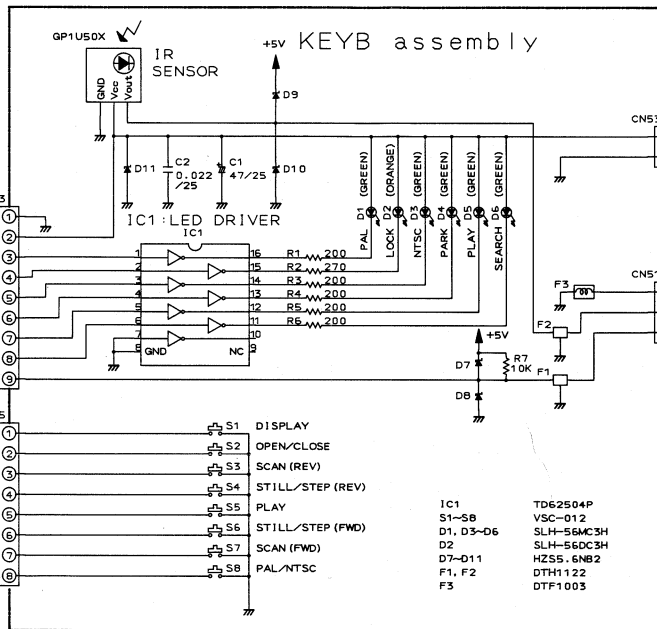 KEYB assembly
GP1U50X
IR
SENSOR
GND
Vcc
Vout
+5V
D9
CN53
D11
C2
0.022
/25
C1
47/25
D10
D1 (GREEN)
D2 (ORANGE)
D3 (GREEN)
D4 (GREEN)
D5 (GREEN)
D6 (GREEN)
PAL
LOCK
NTSC
PARK
PLAY
SEARCH
3
1
2
3
4
5
6
7
8
9
IC1:LED DRIVER
IC1
1 16 R1 200
2 15 R2 270
3 14 R3 200
4 13 R4 200
5 12 R5 200
6 11 R6 200
7 10
8 GND NC 9
F3
CN51
F2
+5V
D7
R7
10K
F1
D8
5
1 S1 DISPLAY
2 S2 OPEN/CLOSE
3 S3 SCAN(REV)
4 S4 STILL/STEP(REV)
5 S5 PLAY
6 S6 STILL/STEP(FWD)
7 S7 SCAN(FWD)
8 S8 PAL/NTSC
IC1 TD62504P
S1~S8 VSC-012
D1,D3~D6 SLH-56MC3H
D2 SLH-56DC3H
D7~D11 HZS5.6NB2
F1,F2 DTH1122
F3 DTF1003